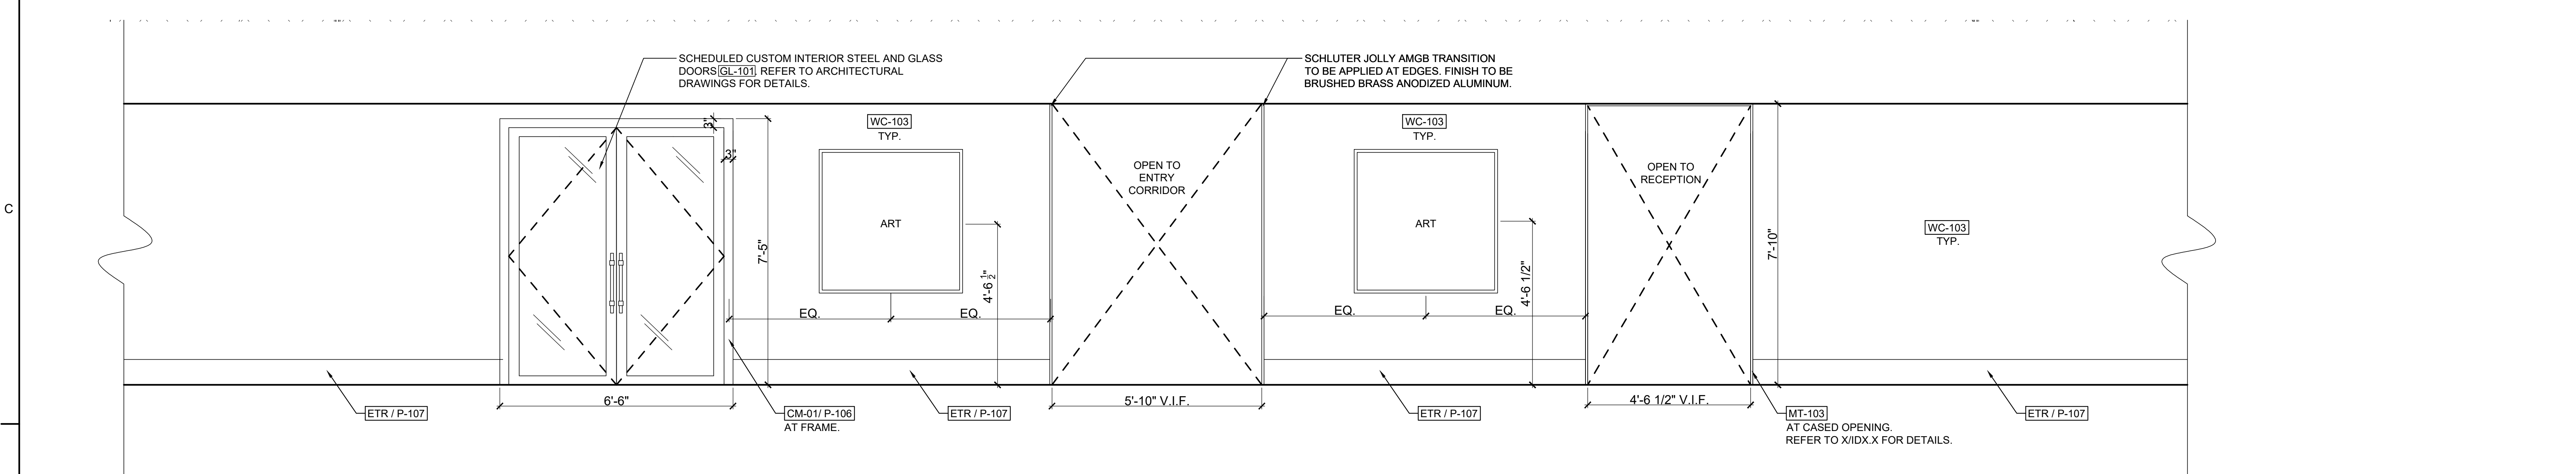 SCHEDULED CUSTOM INTERIOR STEEL AND GLASS
DOORS GL-101. REFER TO ARCHITECTURAL
DRAWINGS FOR DETAILS.
SCHLUTER JOLLY AMGB TRANSITION
TO BE APPLIED AT EDGES. FINISH TO BE
BRUSHED BRASS ANODIZED ALUMINUM.
3"
3"
7'-5"
WC-103
TYP.
ART
4'-6 1/2"
EQ.
EQ.
OPEN TO
ENTRY
CORRIDOR
WC-103
TYP.
ART
4'-6 1/2"
EQ.
EQ.
OPEN TO
RECEPTION
7'-10"
WC-103
TYP.
C
6'-6"
5'-10" V.I.F.
4'-6 1/2" V.I.F.
ETR / P-107
CM-01/ P-106
AT FRAME.
ETR / P-107
ETR / P-107
MT-103
AT CASED OPENING.
REFER TO X/IDX.X FOR DETAILS.
ETR / P-107